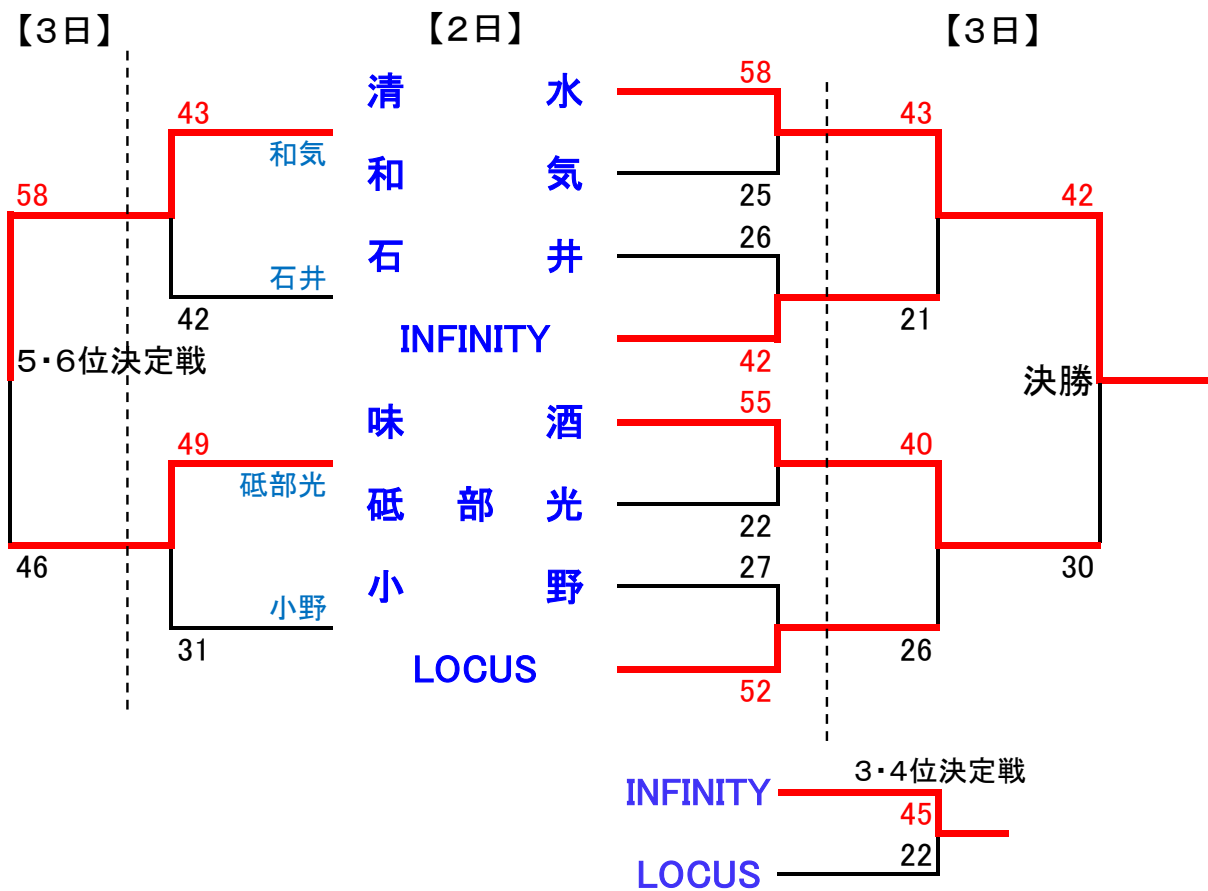 【3日】
【2日】
【3日】
清水
58
43
43
和気
和気
25
58
42
石井
26
石井
42
21
INFINITY
42
5・6位決定戦
決勝
味酒
55
49
40
砥部光
砥部光
22
46
27
30
小野
小野
31
26
LOCUS
52
3・4位決定戦
INFINITY
45
22
LOCUS